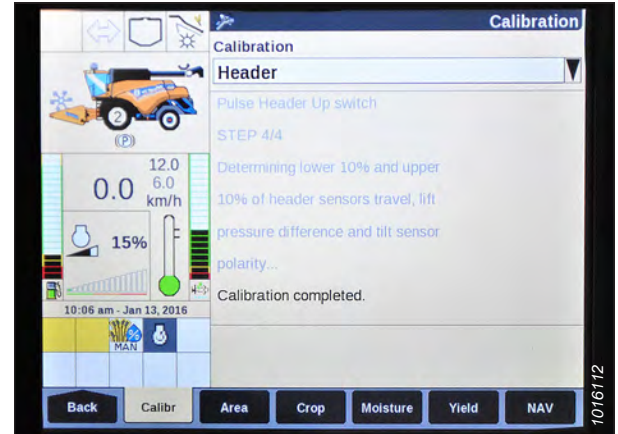 Calibration
Calibration
Header
Pulse Header Up switch
STEP 4/4
Determining lower 10% and upper
10% of header sensors travel, lift
pressure difference and tilt sensor
polarity...
Calibration completed.
2
(P)
12.0
0.0
6.0
km/h
15%
10:06 am - Jan 13, 2016
%
MAN
Back
Calibr
Area
Crop
Moisture
Yield
NAV
1016112